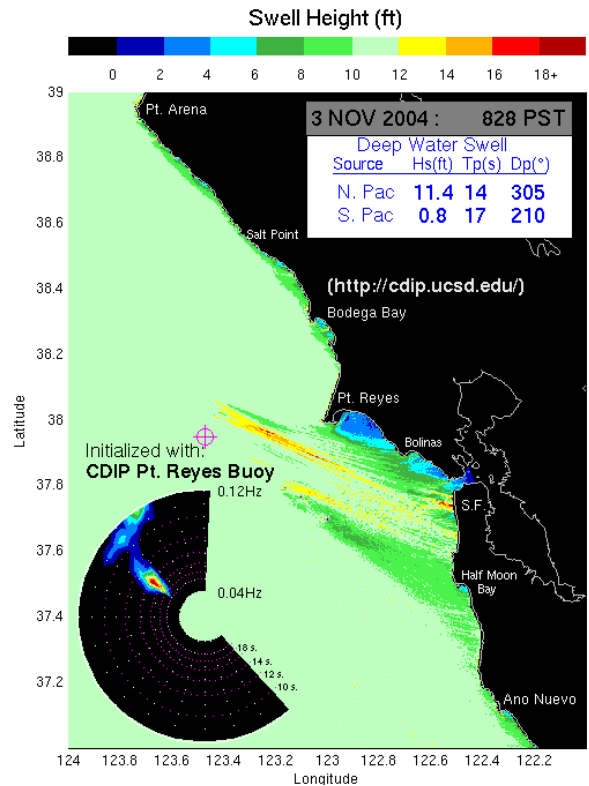 Swell Height (ft)
0 2 4 6 8 10 12 14 16 18+
39
Pt. Arena
3 NOV 2004 : 828 PST
Deep Water Swell
Source Hs(ft) Tp(s) Dp(°)
N. Pac 11.4 14 305
S. Pac 0.8 17 210
38.8
38.6
Salt Point
38.4
(http://cdip.ucsd.edu/)
Bodega Bay
38.2
Latitude
Pt. Reyes
38
Bolinas
Initialized with:
CDIP Pt. Reyes Buoy
37.8
0.12Hz
S.F.
37.6
0.04Hz
Half Moon
Bay
37.4
18 s.
14 s.
12 s.
10 s.
37.2
Ano Nuevo
124 123.8 123.6 123.4 123.2 123 122.8 122.6 122.4 122.2
Longitude